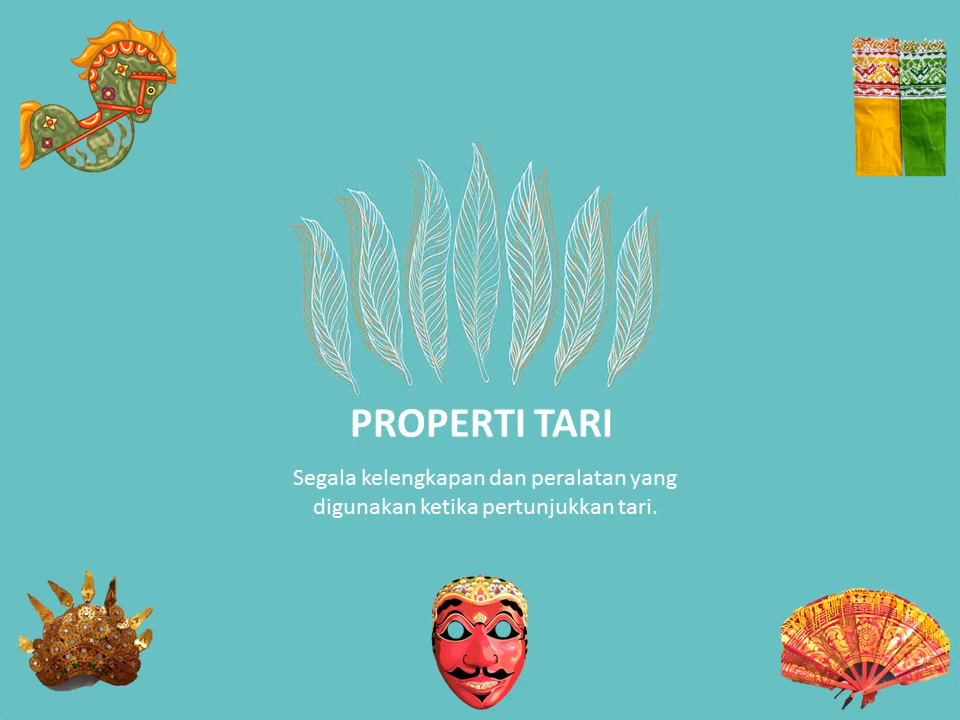 PROPERTI TARI
Segala kelengkapan dan peralatan yang
digunakan ketika pertunjukkan tari.